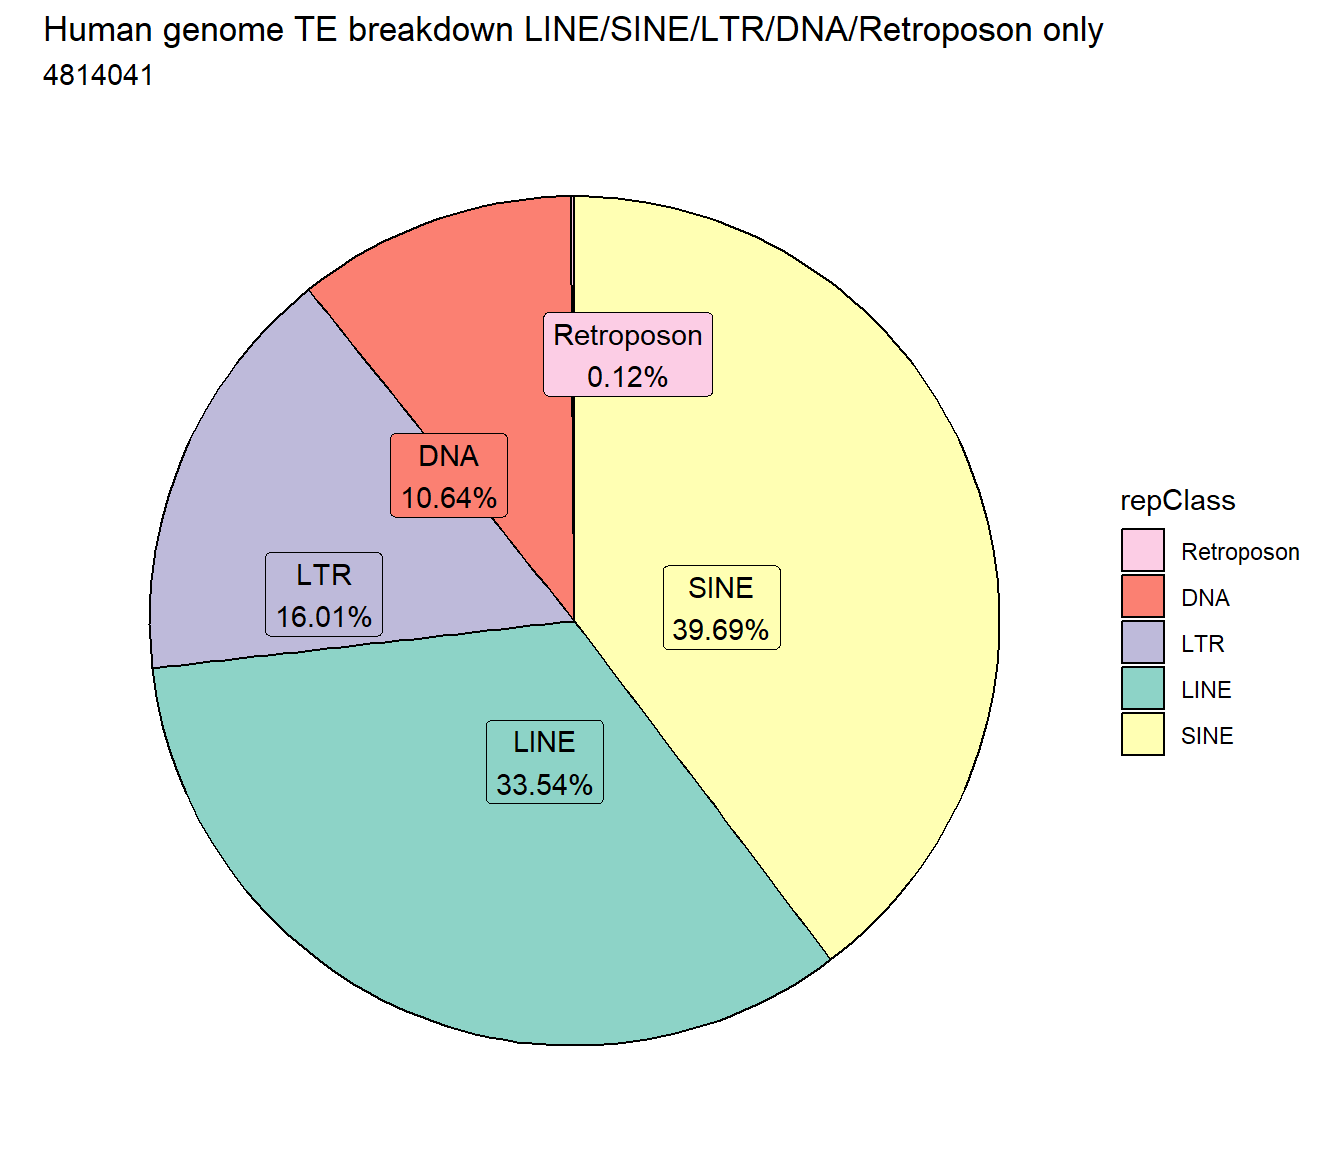 Human genome TE breakdown LINE/SINE/LTR/DNA/Retroposon only
4814041
Retroposon
0.12%
DNA
10.64%
LTR
16.01%
SINE
39.69%
LINE
33.54%
repClass
Retroposon
DNA
LTR
LINE
SINE